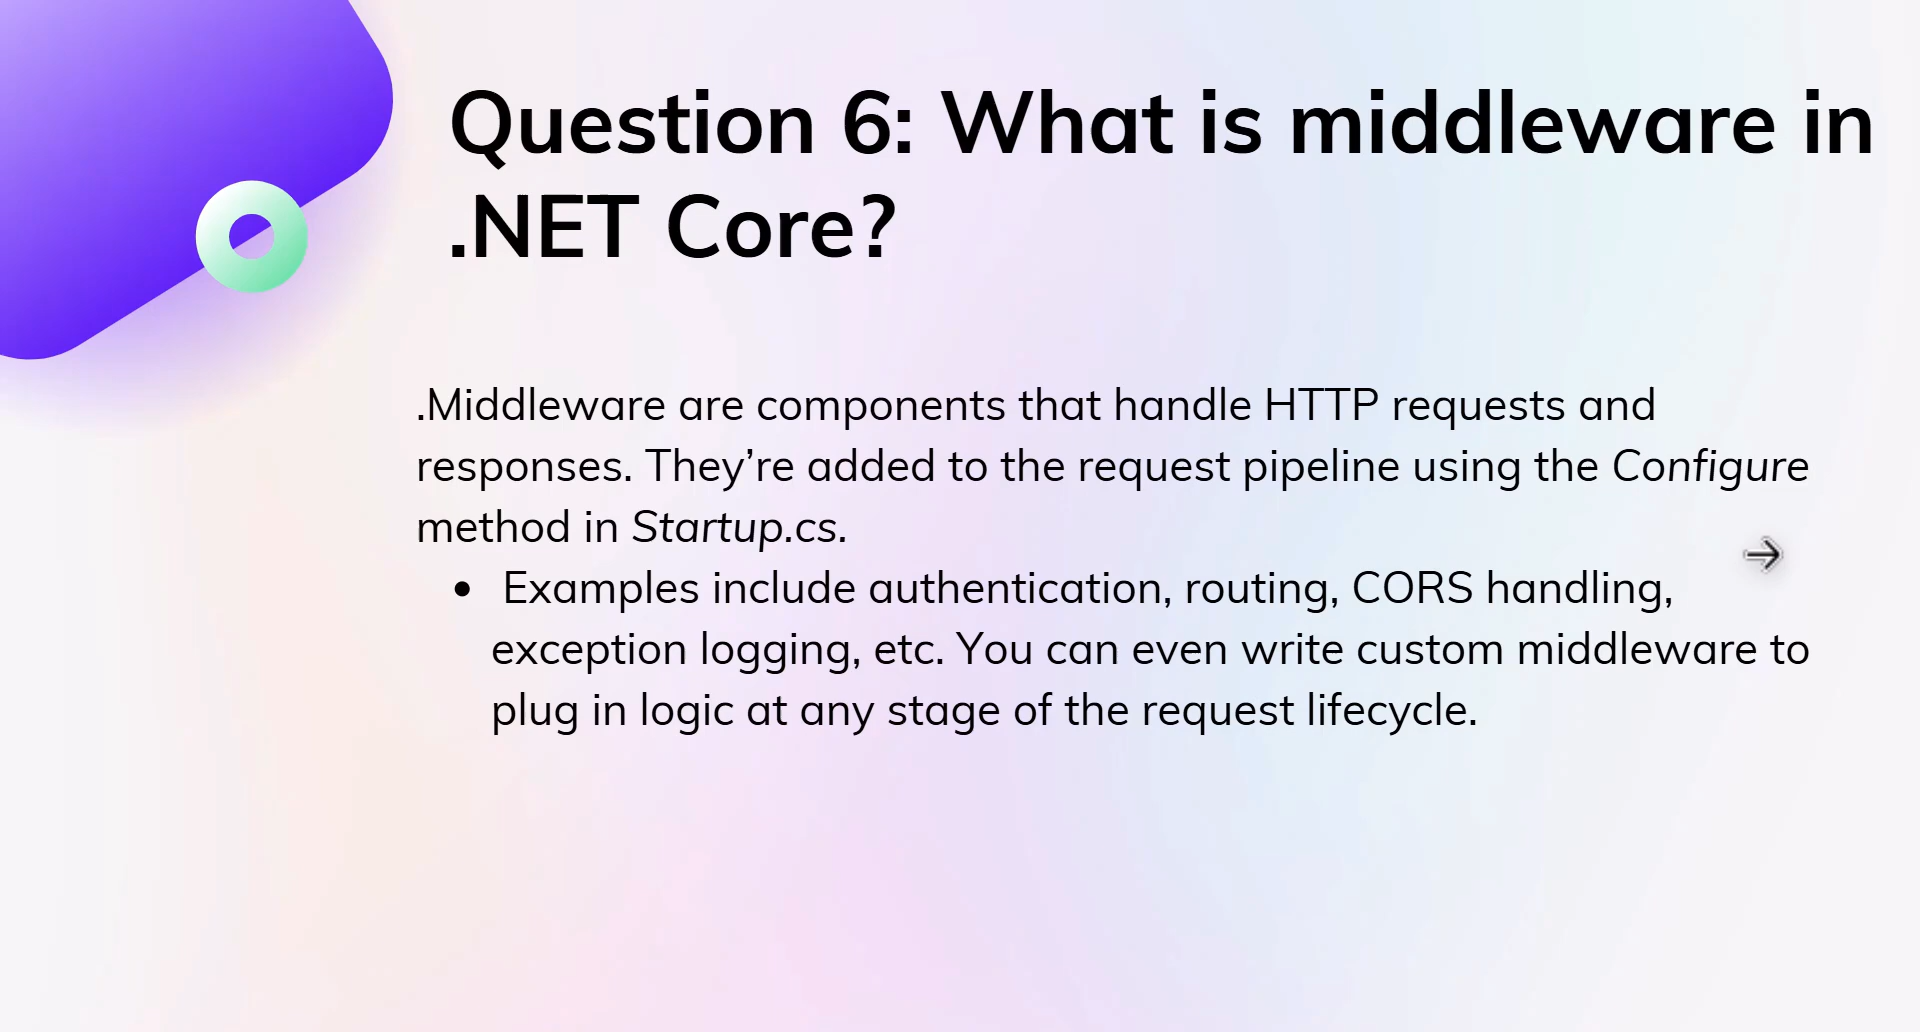 Question 6: What is middleware in
.NET Core?
.Middleware are components that handle HTTP requests and
responses. They’re added to the request pipeline using the Configure
method in Startup.cs.
• Examples include authentication, routing, CORS handling,
exception logging, etc. You can even write custom middleware to
plug in logic at any stage of the request lifecycle.